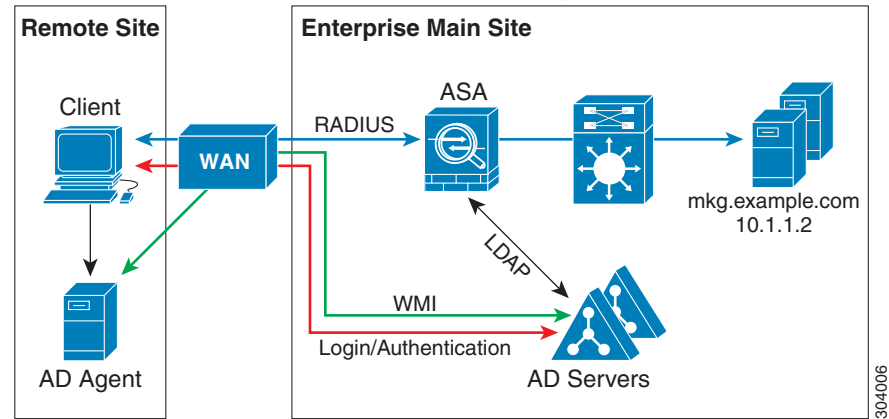 Remote Site
Enterprise Main Site
Client
ASA
RADIUS
WAN
mkg.example.com
10.1.1.2
LDAP
WMI
Login/Authentication
AD Agent
AD Servers
304006